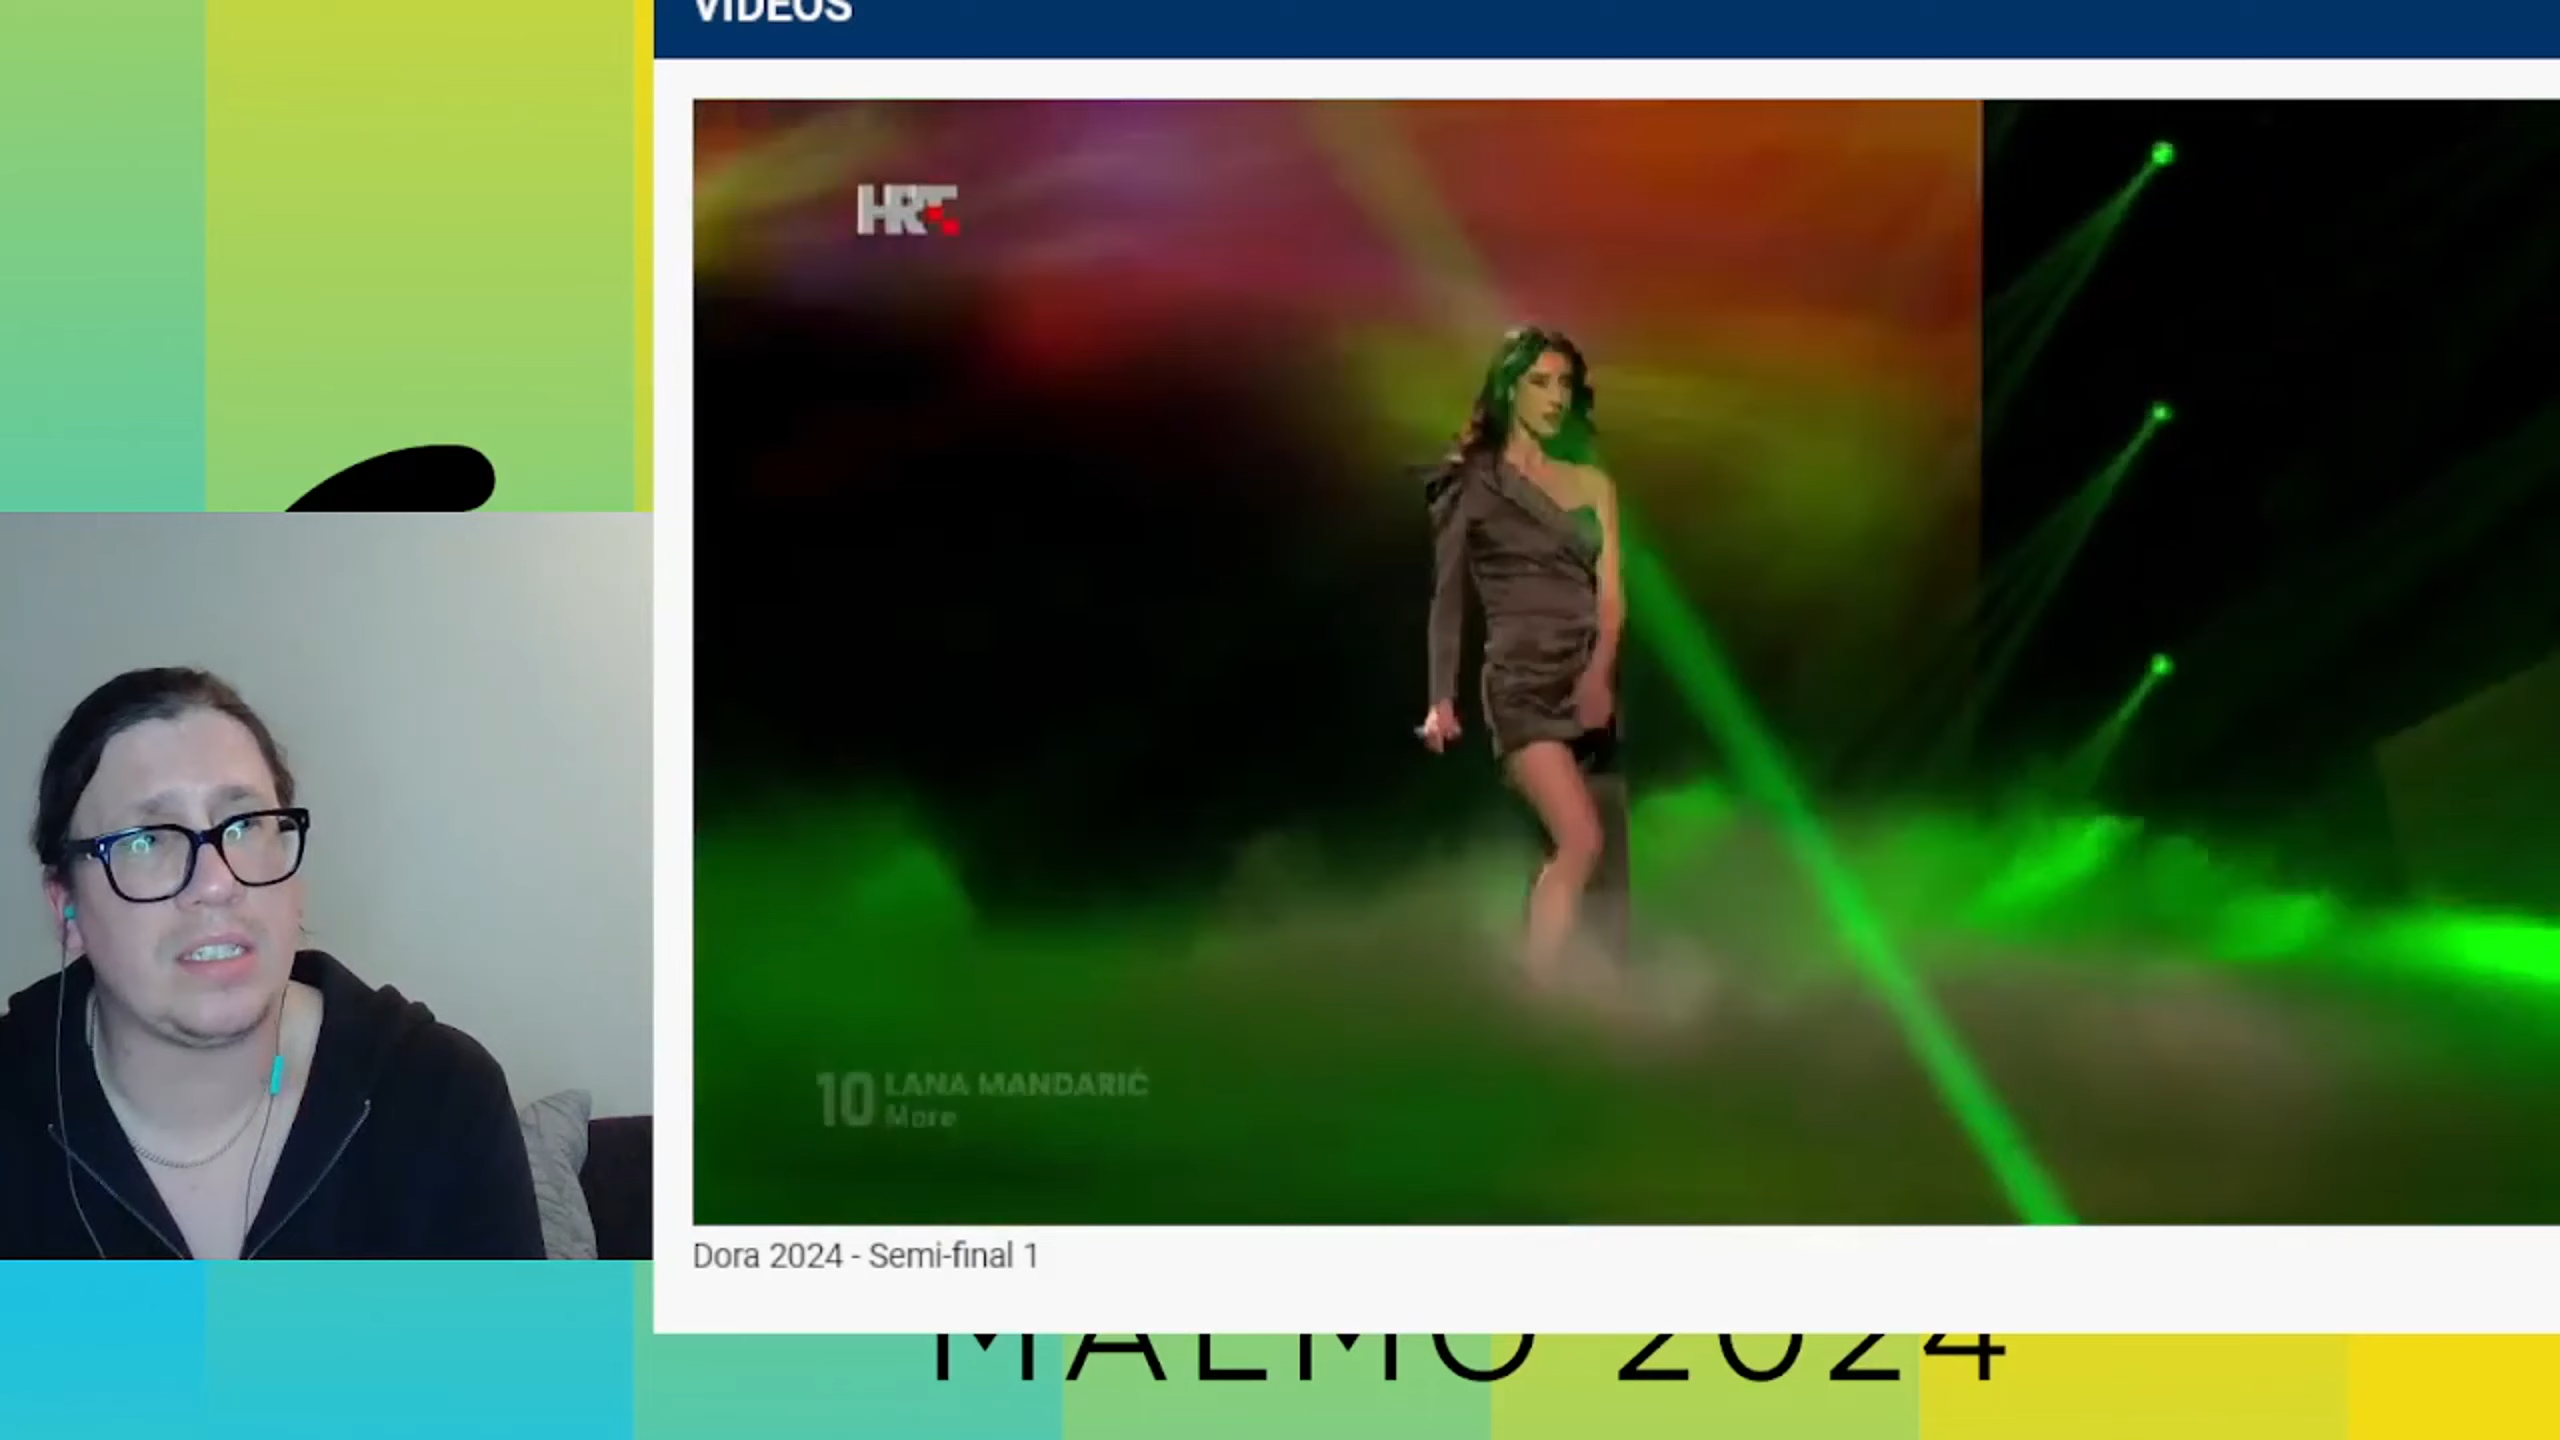 VIDEOS
HRT
10 LANA MANDARIĆ
More
Dora 2024 - Semi-final 1
MALMÖ 2024